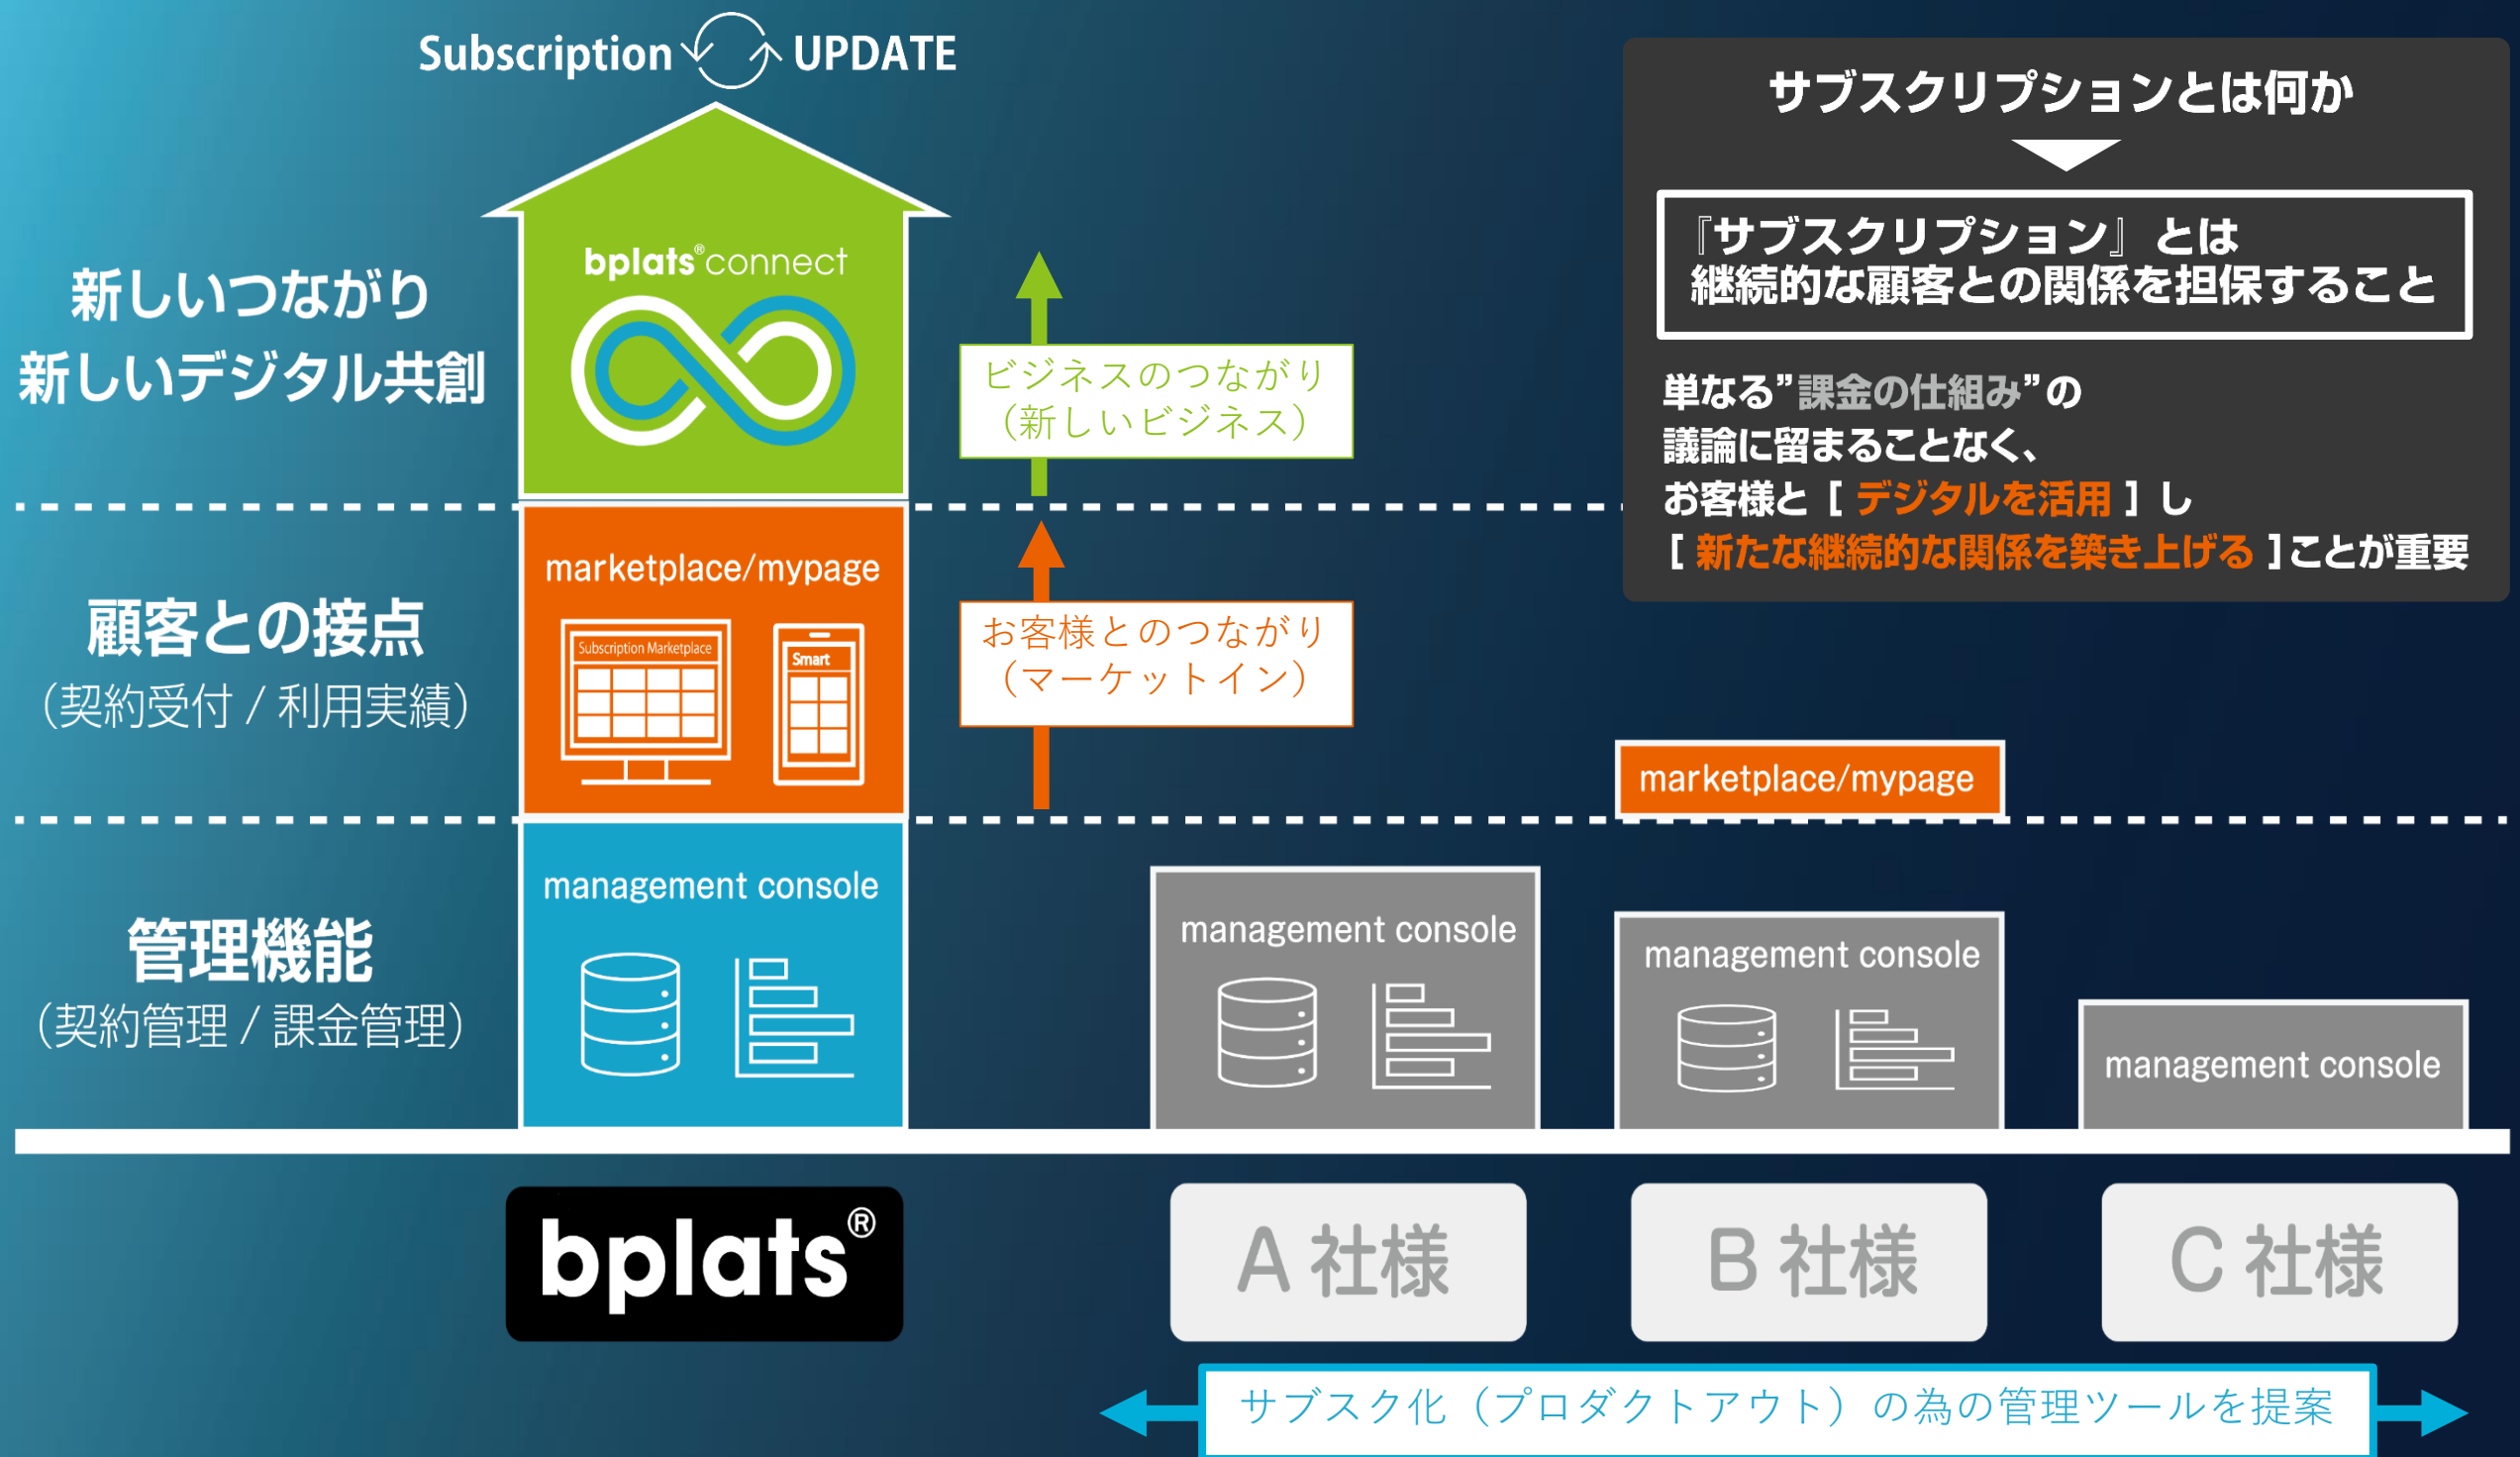 Subscription UPDATE
サブスクリプションとは何か
『サブスクリプション』とは
継続的な顧客との関係を担保すること
単なる”課金の仕組み”の
議論に留まることなく、
お客様と [ デジタルを活用 ] し
[ 新たな継続的な関係を築き上げる ]ことが重要
新しいつながり
新しいデジタル共創
bplats®connect
ビジネスのつながり
（新しいビジネス）
顧客との接点
（契約受付 / 利用実績）
marketplace/mypage
Subscription Marketplace
Smart
お客様とのつながり
（マーケットイン）
marketplace/mypage
管理機能
（契約管理 / 課金管理）
management console
management console
management console
management console
bplats®
A 社様
B 社様
C 社様
サブスク化（プロダクトアウト）の為の管理ツールを提案